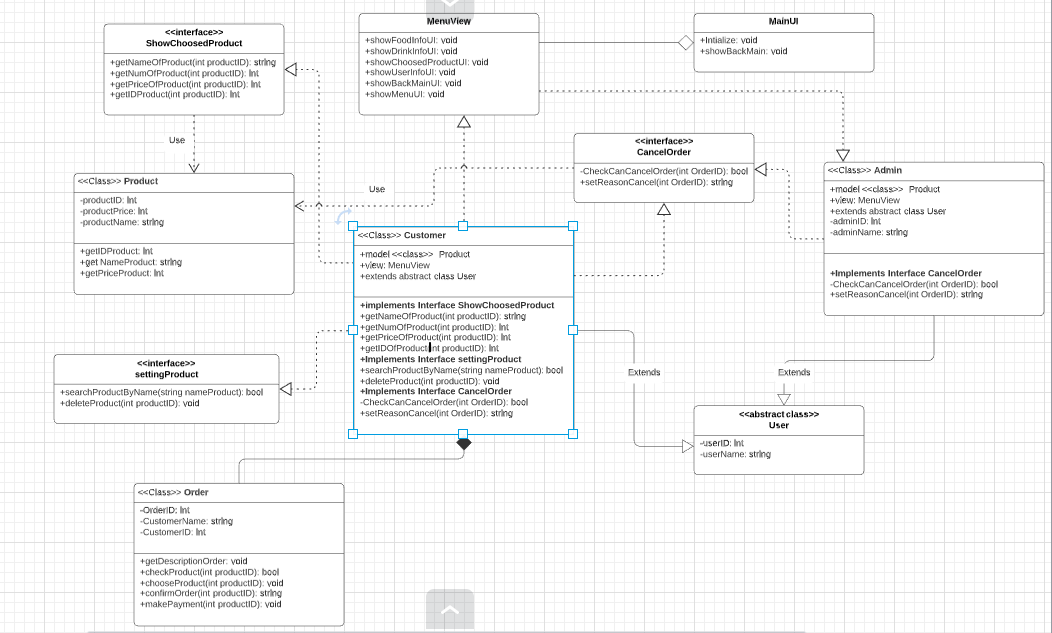 <<interface>>
ShowChoosedProduct
+getNameOfProduct(int productID): string
+getNumOfProduct(int productID): Int
+getPriceOfProduct(int productID): Int
+getIDProduct(int productID): Int
MenuView
+showFoodInfoUI: void
+showDrinkInfoUI: void
+showChoosedProductUI: void
+showUserInfoUI: void
+showBackMainUI: void
+showMenuUI: void
MainUI
+Intialize: void
+showBackMain: void
Use
<<interface>>
CancelOrder
-CheckCanCancelOrder(int OrderID): bool
+setReasonCancel(int OrderID): string
<<Class>> Product
-productID: Int
-productPrice: Int
-productName: string
+getIDProduct: Int
+get NameProduct: string
+getPriceProduct: Int
Use
<<Class>> Admin
+model <<class>> Product
+view: MenuView
+extends abstract class User
-adminID: Int
-adminName: string
+Implements Interface CancelOrder
-CheckCanCancelOrder(int OrderID): bool
+setReasonCancel(int OrderID): string
<<Class>> Customer
+model <<class>> Product
+view: MenuView
+extends abstract class User
+implements Interface ShowChoosedProduct
+getNameOfProduct(int productID): string
+getNumOfProduct(int productID): Int
+getPriceOfProduct(int productID): Int
+getIDOfProduct(int productID): Int
+Implements Interface settingProduct
+searchProductByName(string nameProduct): bool
+deleteProduct(int productID): void
+Implements Interface CancelOrder
-CheckCanCancelOrder(int OrderID): bool
+setReasonCancel(int OrderID): string
<<interface>>
settingProduct
+searchProductByName(string nameProduct): bool
+deleteProduct(int productID): void
Extends
Extends
<<abstract class>>
User
-userID: Int
-userName: string
<<Class>> Order
-OrderID: Int
-CustomerName: string
-CustomerID: Int
+getDescriptionOrder: void
+checkProduct(int productID): bool
+chooseProduct(int productID): void
+confirmOrder(int productID): string
+makePayment(int productID): void